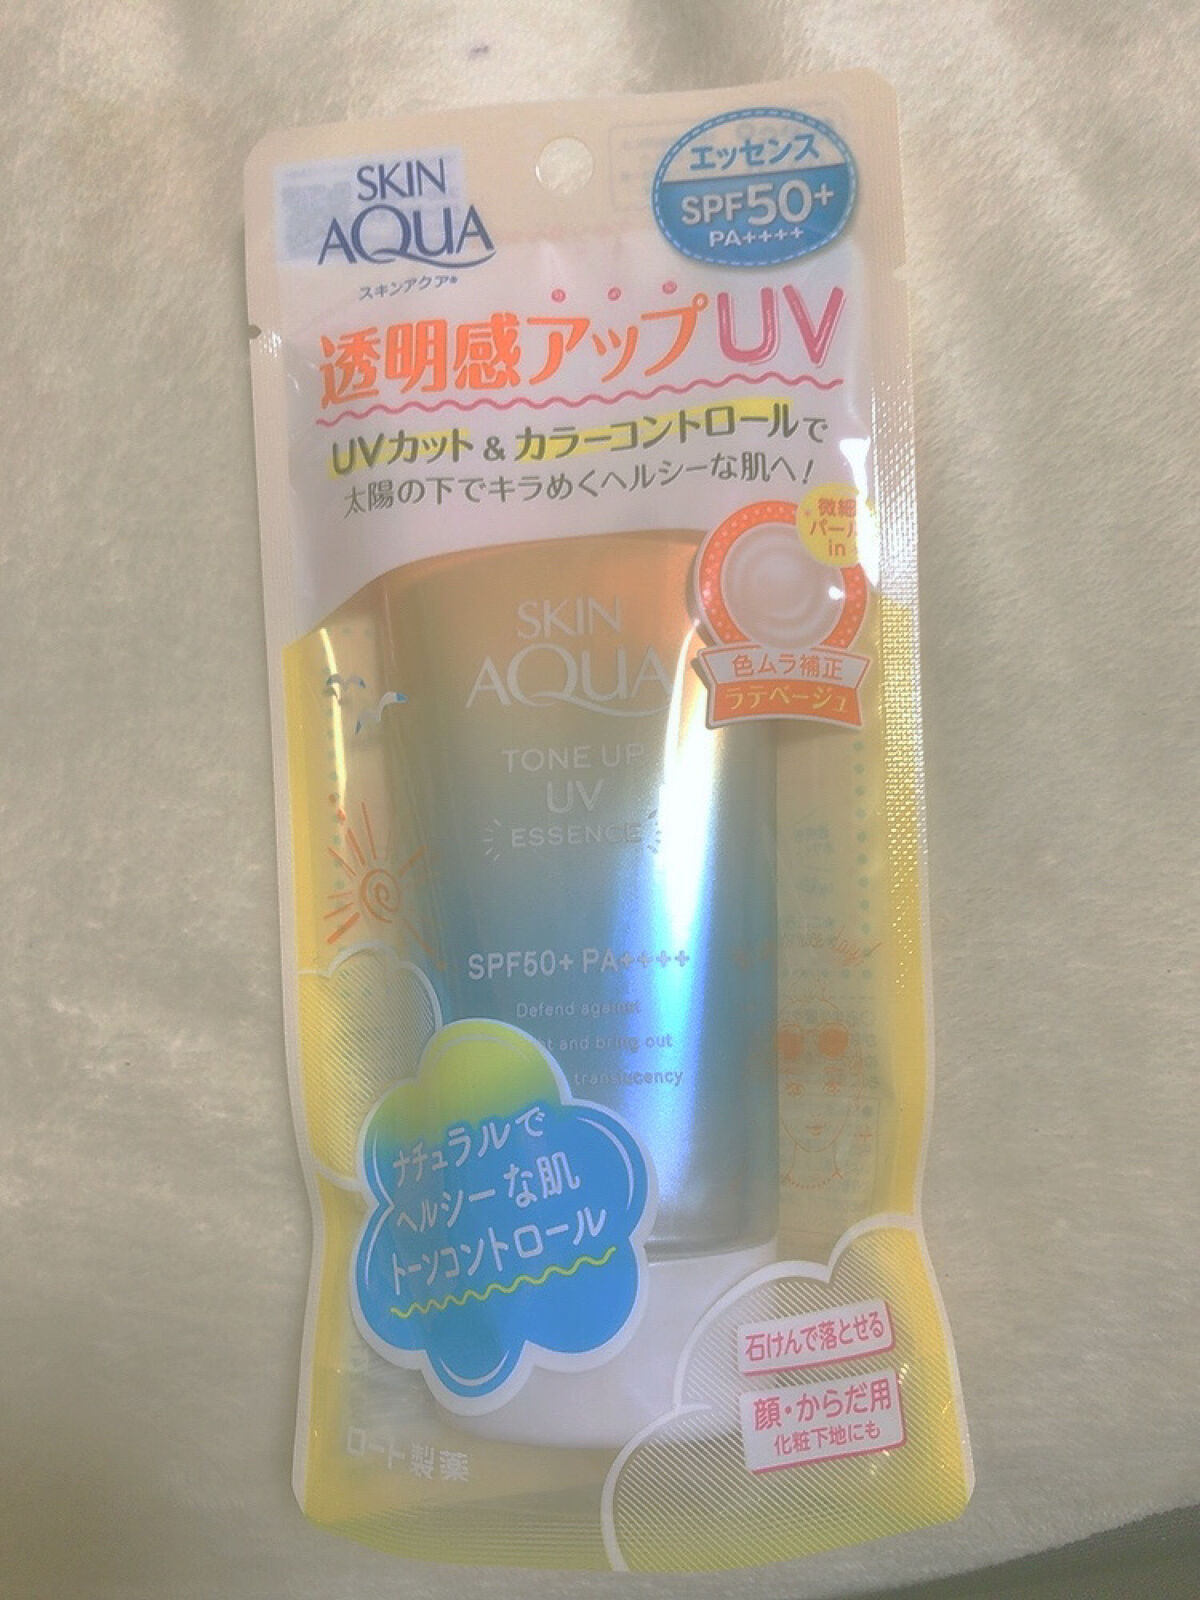 SKIN
AQUA
スキンアクア®
エッセンス
SPF50+
PA++++
透明感アップUV
UVカット&カラーコントロールで
太陽の下でキラめくヘルシーな肌へ!
微細
パール
in
色ムラ補正
ラテベージュ
SKIN
AQUA
TONE UP
UV
ESSENCE
SPF50+ PA++++
Defend against
and bring out
translucency
ナチュラルで
ヘルシーな肌
トーンコントロール
石けんで落とせる
顔・からだ用
化粧下地にも
ロート製薬